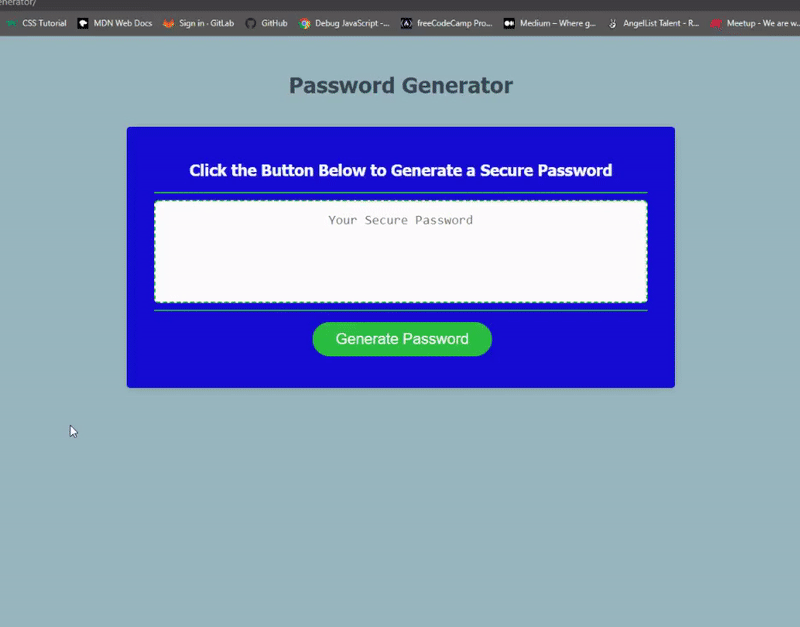 enerator/
CSS Tutorial MDN Web Docs Sign in · GitLab GitHub Debug JavaScript -... freeCodeCamp Pro... Medium – Where g... AngelList Talent - R... Meetup - We are w...
Password Generator
Click the Button Below to Generate a Secure Password
Your Secure Password
Generate Password